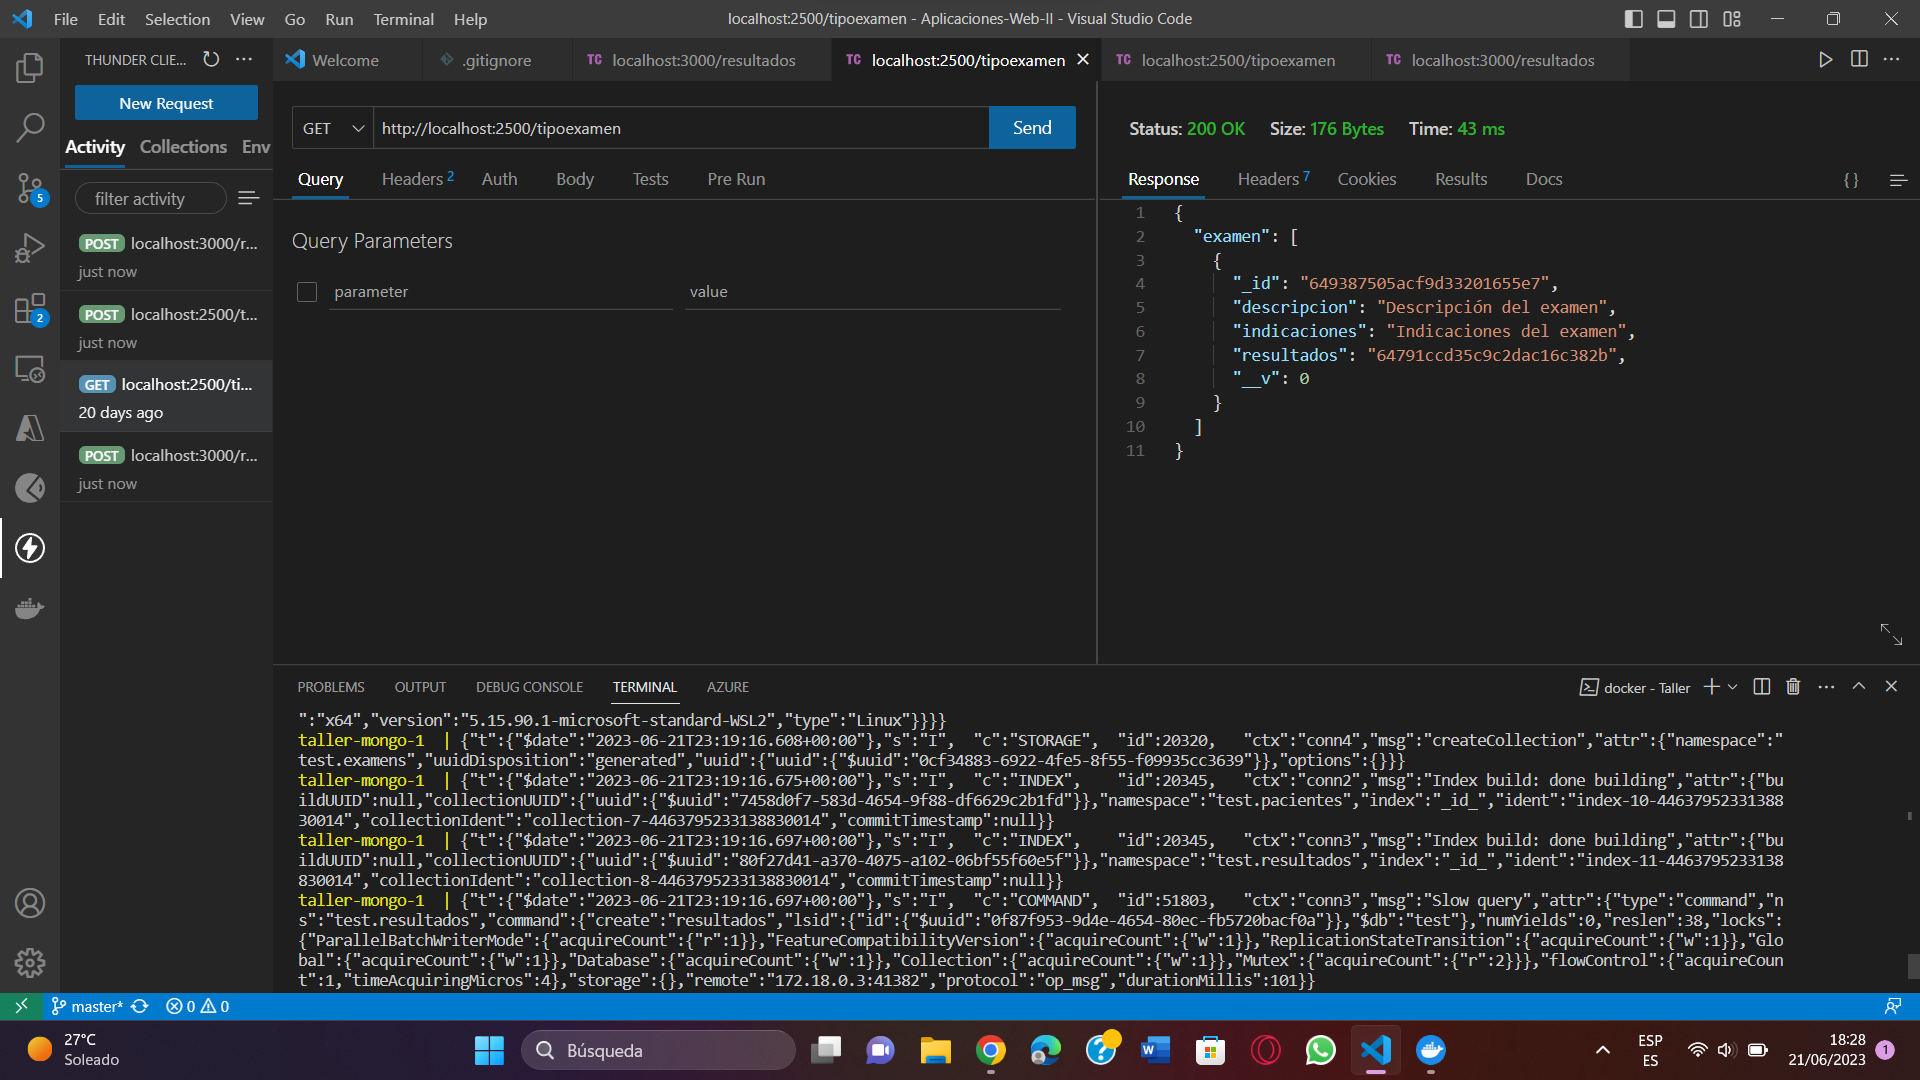 File Edit Selection View Go Run Terminal Help
localhost:2500/tipoexamen - Aplicaciones-Web-II - Visual Studio Code
THUNDER CLIE...
Welcome
.gitignore
TC localhost:3000/resultados
TC localhost:2500/tipoexamen
TC localhost:2500/tipoexamen
TC localhost:3000/resultados
New Request
Activity Collections Env
filter activity
POST localhost:3000/r...
just now
POST localhost:2500/t...
just now
GET localhost:2500/ti...
20 days ago
POST localhost:3000/r...
just now
5
2
GET http://localhost:2500/tipoexamen Send
Query Headers 2 Auth Body Tests Pre Run
Query Parameters
parameter value
Status: 200 OK Size: 176 Bytes Time: 43 ms
Response Headers 7 Cookies Results Docs
{ }
1 {
2 "examen": [
3 {
4 "_id": "649387505acf9d33201655e7",
5 "descripcion": "Descripción del examen",
6 "indicaciones": "Indicaciones del examen",
7 "resultados": "64791ccd35c9c2dac16c382b",
8 "__v": 0
9 }
10 ]
11 }
PROBLEMS OUTPUT DEBUG CONSOLE TERMINAL AZURE
docker - Taller
":"x64","version":"5.15.90.1-microsoft-standard-WSL2","type":"Linux"}}}}
taller-mongo-1 | {"t":{"$date":"2023-06-21T23:19:16.608+00:00"},"s":"I", "c":"STORAGE", "id":20320, "ctx":"conn4","msg":"createCollection","attr":{"namespace":"
test.examens","uuidDisposition":"generated","uuid":{"uuid":{"$uuid":"0cf34883-6922-4fe5-8f55-f09935cc3639"}},"options":{}}}
taller-mongo-1 | {"t":{"$date":"2023-06-21T23:19:16.675+00:00"},"s":"I", "c":"INDEX", "id":20345, "ctx":"conn2","msg":"Index build: done building","attr":{"bu
ildUUID":null,"collectionUUID":{"uuid":{"$uuid":"7458d0f7-583d-4654-9f88-df6629c2b1fd"}},"namespace":"test.pacientes","index":"_id_","ident":"index-10-44637952331388
30014","collectionIdent":"collection-7-4463795233138830014","commitTimestamp":null}}
taller-mongo-1 | {"t":{"$date":"2023-06-21T23:19:16.697+00:00"},"s":"I", "c":"INDEX", "id":20345, "ctx":"conn3","msg":"Index build: done building","attr":{"bu
ildUUID":null,"collectionUUID":{"uuid":{"$uuid":"80f27d41-a370-4075-a102-06bf55f60e5f"}},"namespace":"test.resultados","index":"_id_","ident":"index-11-4463795233138
830014","collectionIdent":"collection-8-4463795233138830014","commitTimestamp":null}}
taller-mongo-1 | {"t":{"$date":"2023-06-21T23:19:16.697+00:00"},"s":"I", "c":"COMMAND", "id":51803, "ctx":"conn3","msg":"Slow query","attr":{"type":"command","n
s":"test.resultados","command":{"create":"resultados","lsid":{"id":{"$uuid":"0f87f953-9d4e-4654-80ec-fb5720bacf0a"}},"$db":"test"},"numYields":0,"reslen":38,"locks":
{"ParallelBatchWriterMode":{"acquireCount":{"r":1}},"FeatureCompatibilityVersion":{"acquireCount":{"w":1}},"ReplicationStateTransition":{"acquireCount":{"w":1}},"Glo
bal":{"acquireCount":{"w":1}},"Database":{"acquireCount":{"w":1}},"Collection":{"acquireCount":{"w":1}},"Mutex":{"acquireCount":{"r":2}}},"flowControl":{"acquireCoun
t":1,"timeAcquiringMicros":4},"storage":{},"remote":"172.18.0.3:41382","protocol":"op_msg","durationMillis":101}}
master* 0 0
27°C
Soleado
Búsqueda
ESP
ES
18:28
21/06/2023
1